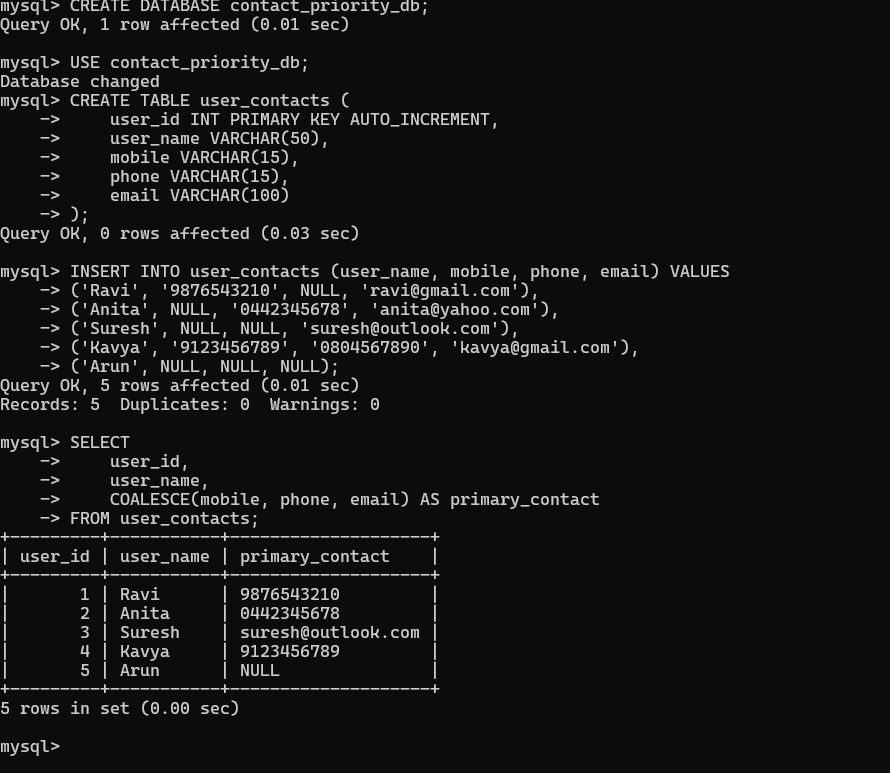 mysql> CREATE DATABASE contact_priority_db;
Query OK, 1 row affected (0.01 sec)

mysql> USE contact_priority_db;
Database changed
mysql> CREATE TABLE user_contacts (
    ->     user_id INT PRIMARY KEY AUTO_INCREMENT,
    ->     user_name VARCHAR(50),
    ->     mobile VARCHAR(15),
    ->     phone VARCHAR(15),
    ->     email VARCHAR(100)
    -> );
Query OK, 0 rows affected (0.03 sec)

mysql> INSERT INTO user_contacts (user_name, mobile, phone, email) VALUES
    -> ('Ravi', '9876543210', NULL, 'ravi@gmail.com'),
    -> ('Anita', NULL, '0442345678', 'anita@yahoo.com'),
    -> ('Suresh', NULL, NULL, 'suresh@outlook.com'),
    -> ('Kavya', '9123456789', '0804567890', 'kavya@gmail.com'),
    -> ('Arun', NULL, NULL, NULL);
Query OK, 5 rows affected (0.01 sec)
Records: 5  Duplicates: 0  Warnings: 0

mysql> SELECT
    ->     user_id,
    ->     user_name,
    ->     COALESCE(mobile, phone, email) AS primary_contact
    -> FROM user_contacts;
+---------+-----------+--------------------+
| user_id | user_name | primary_contact    |
+---------+-----------+--------------------+
|       1 | Ravi      | 9876543210         |
|       2 | Anita     | 0442345678         |
|       3 | Suresh    | suresh@outlook.com |
|       4 | Kavya     | 9123456789         |
|       5 | Arun      | NULL               |
+---------+-----------+--------------------+
5 rows in set (0.00 sec)

mysql>